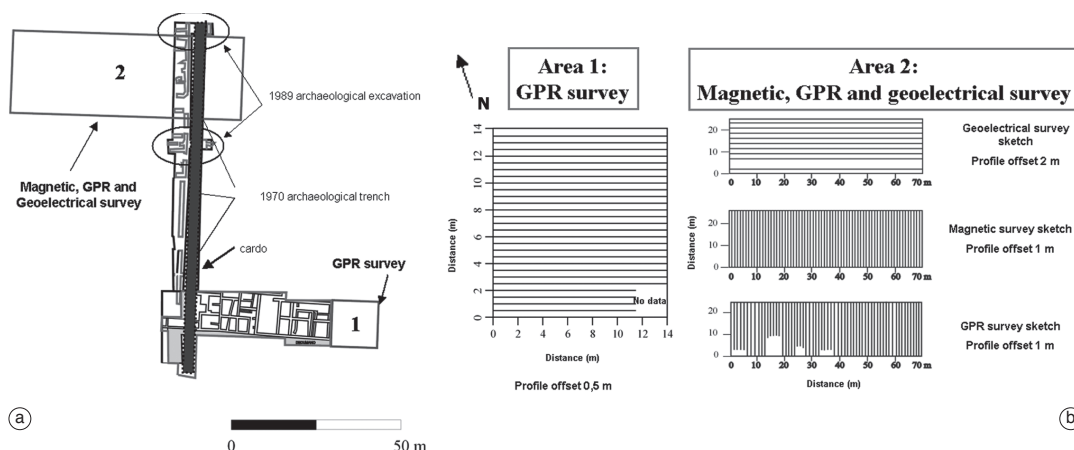 2
1989 archaeological excavation
Magnetic, GPR and
Geoelectrical survey
1970 archaeological trench
cardo
GPR survey
1
a
0
50 m
N
Area 1:
GPR survey
14
12
10
8
6
4
2
0
Distance (m)
No data
0 2 4 6 8 10 12 14
Distance (m)
Profile offset 0,5 m
Area 2:
Magnetic, GPR and geoelectrical survey
20
10
0
0 10 20 30 40 50 60 70 m
Geoelectrical survey
sketch
Profile offset 2 m
20
10
0
0 10 20 30 40 50 60 70 m
Magnetic survey sketch
Profile offset 1 m
20
10
0
0 10 20 30 40 50 60 70 m
Distance (m)
GPR survey sketch
Profile offset 1 m
b